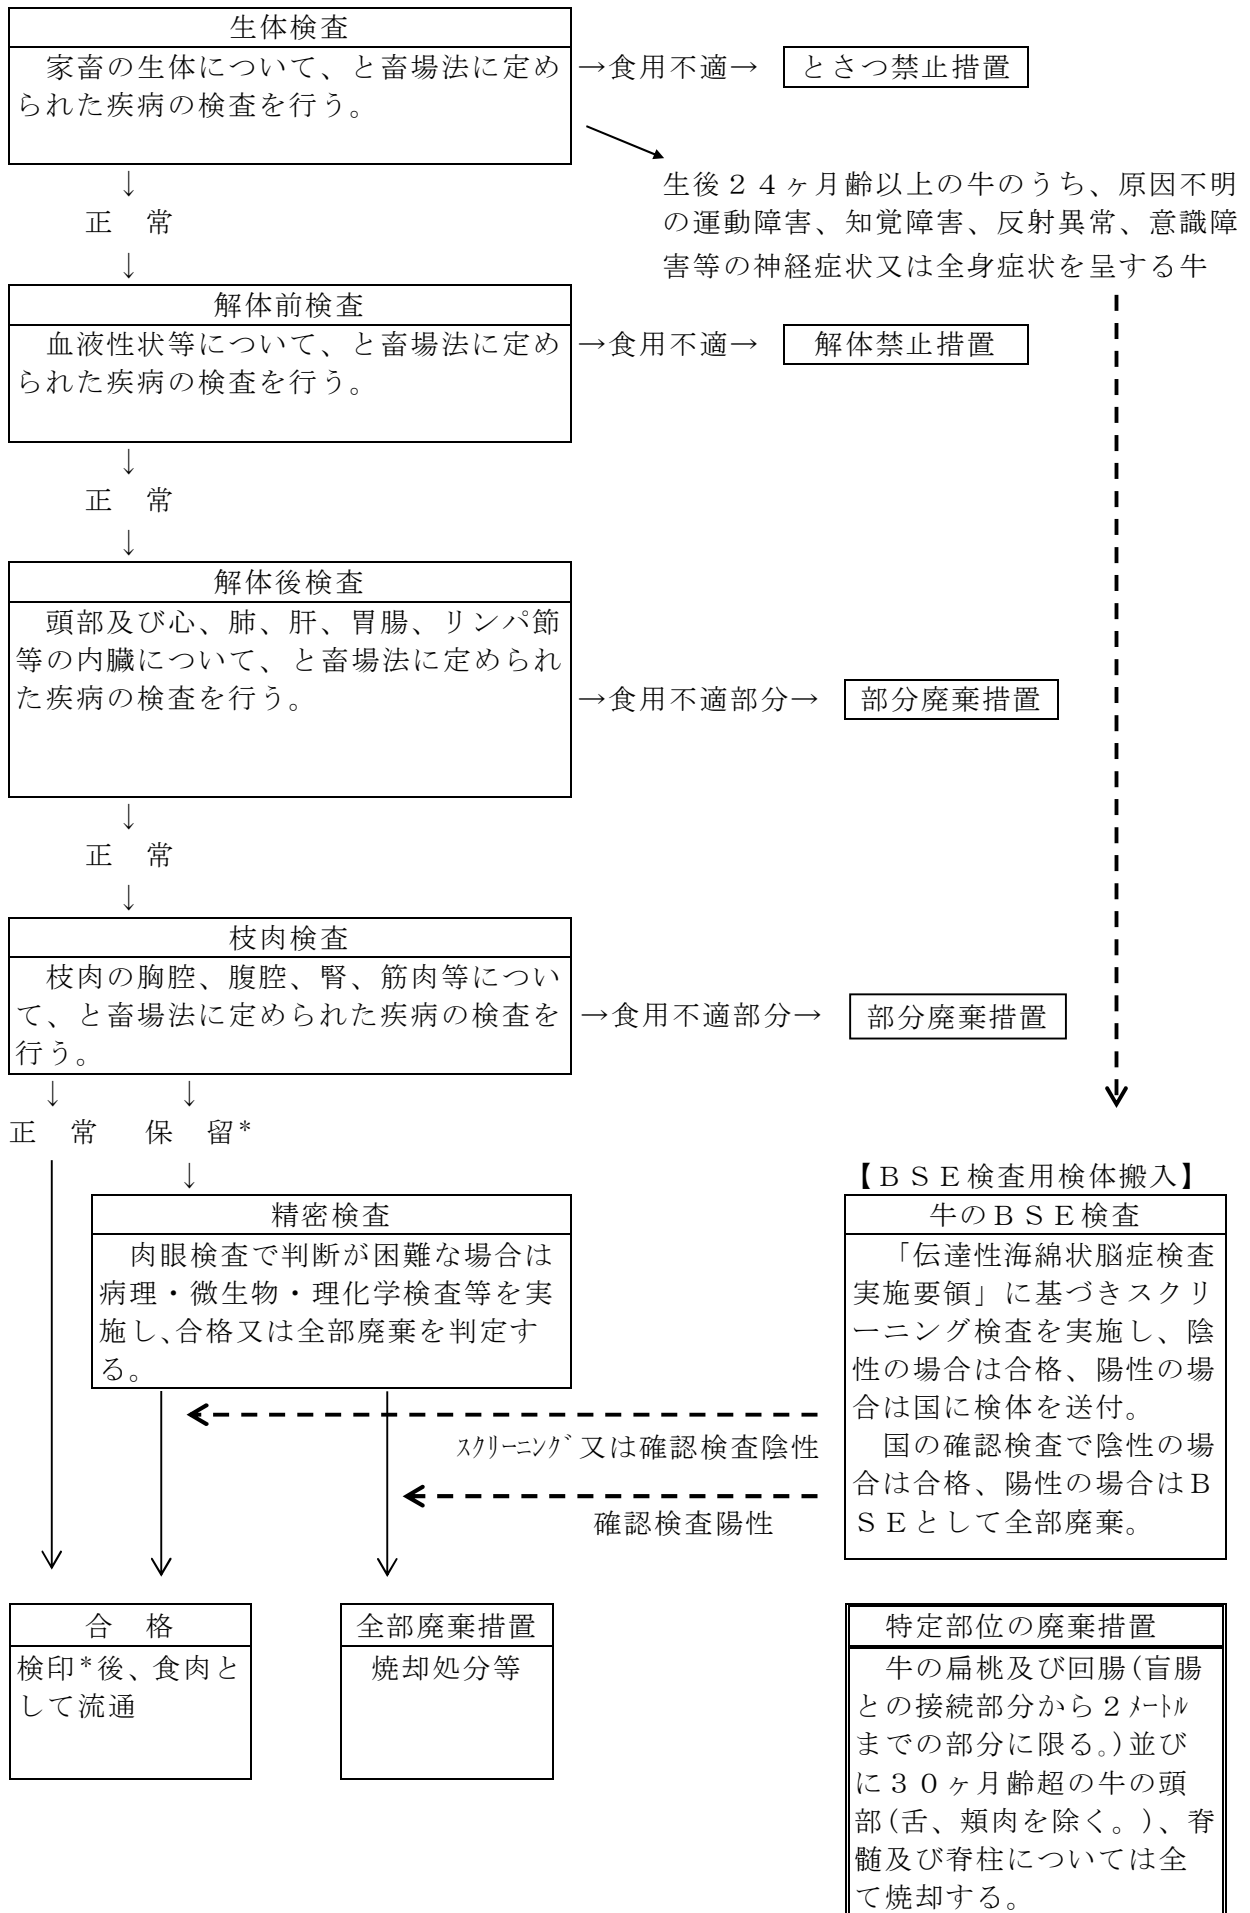 生体検査
家畜の生体について、と畜場法に定め
られた疾病の検査を行う。
→食用不適→ とさつ禁止措置
生後２４ヶ月齢以上の牛のうち、原因不明
の運動障害、知覚障害、反射異常、意識障
害等の神経症状又は全身症状を呈する牛
↓
正　常
↓
解体前検査
血液性状等について、と畜場法に定め
られた疾病の検査を行う。
→食用不適→ 解体禁止措置
↓
正　常
↓
解体後検査
頭部及び心、肺、肝、胃腸、リンパ節
等の内臓について、と畜場法に定められ
た疾病の検査を行う。
→食用不適部分→ 部分廃棄措置
↓
正　常
↓
枝肉検査
枝肉の胸腔、腹腔、腎、筋肉等につい
て、と畜場法に定められた疾病の検査を
行う。
→食用不適部分→ 部分廃棄措置
↓ ↓
正　常 保　留*
↓
精密検査
肉眼検査で判断が困難な場合は
病理・微生物・理化学検査等を実
施し、合格又は全部廃棄を判定す
る。
【ＢＳＥ検査用検体搬入】
牛のＢＳＥ検査
「伝達性海綿状脳症検査
実施要領」に基づきスクリ
ーニング検査を実施し、陰
性の場合は合格、陽性の場
合は国に検体を送付。
国の確認検査で陰性の場
合は合格、陽性の場合はＢ
ＳＥとして全部廃棄。
ｽｸﾘｰﾆﾝｸﾞ又は確認検査陰性
確認検査陽性
合　格
検印*後、食肉と
して流通
全部廃棄措置
焼却処分等
特定部位の廃棄措置
牛の扁桃及び回腸(盲腸
との接続部分から２ﾒｰﾄﾙ
までの部分に限る。)並び
に３０ヶ月齢超の牛の頭
部(舌、頬肉を除く。)、脊
髄及び脊柱については全
て焼却する。